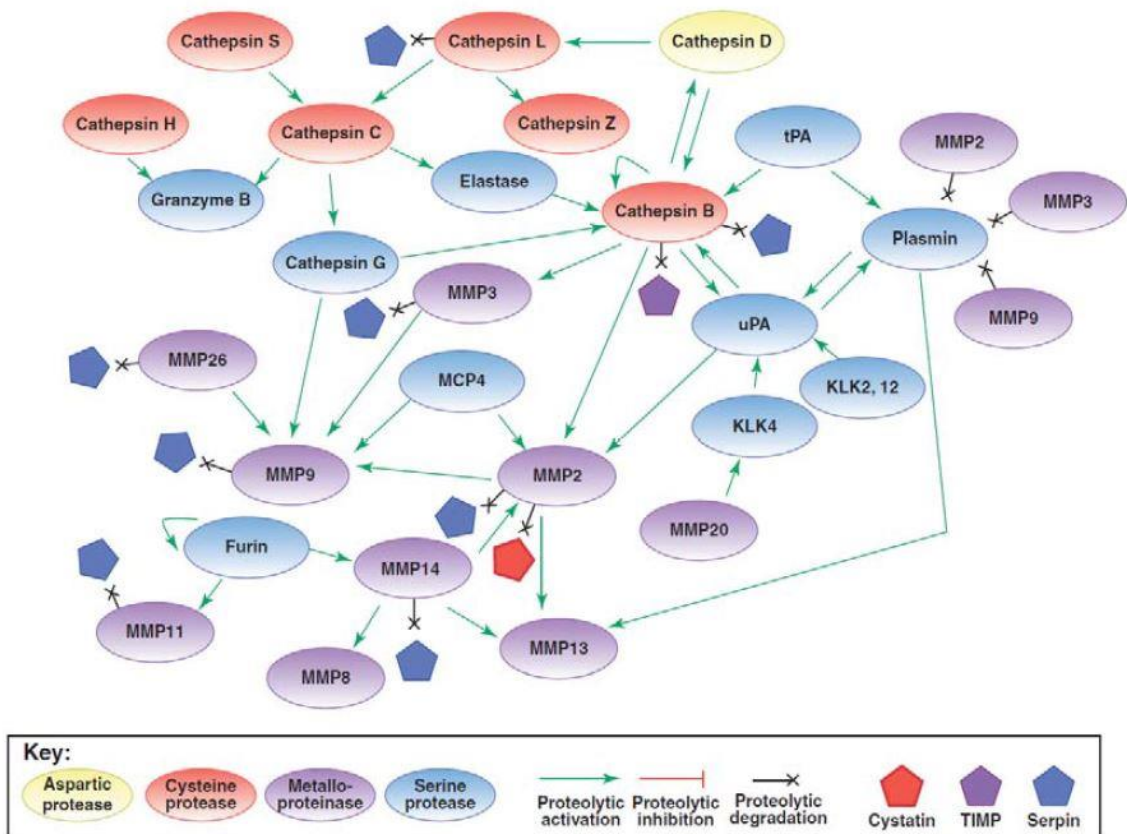 Cathepsin S
Cathepsin L
Cathepsin D
Cathepsin H
Cathepsin C
Cathepsin Z
tPA
MMP2
Granzyme B
Elastase
Cathepsin B
MMP3
Plasmin
Cathepsin G
MMP3
MMP9
uPA
MMP26
MCP4
KLK2, 12
KLK4
MMP9
MMP2
MMP20
Furin
MMP14
MMP11
MMP13
MMP8
Key:
Aspartic
protease
Cysteine
protease
Metallo-
proteinase
Serine
protease
Proteolytic
activation
Proteolytic
inhibition
Proteolytic
degradation
Cystatin
TIMP
Serpin